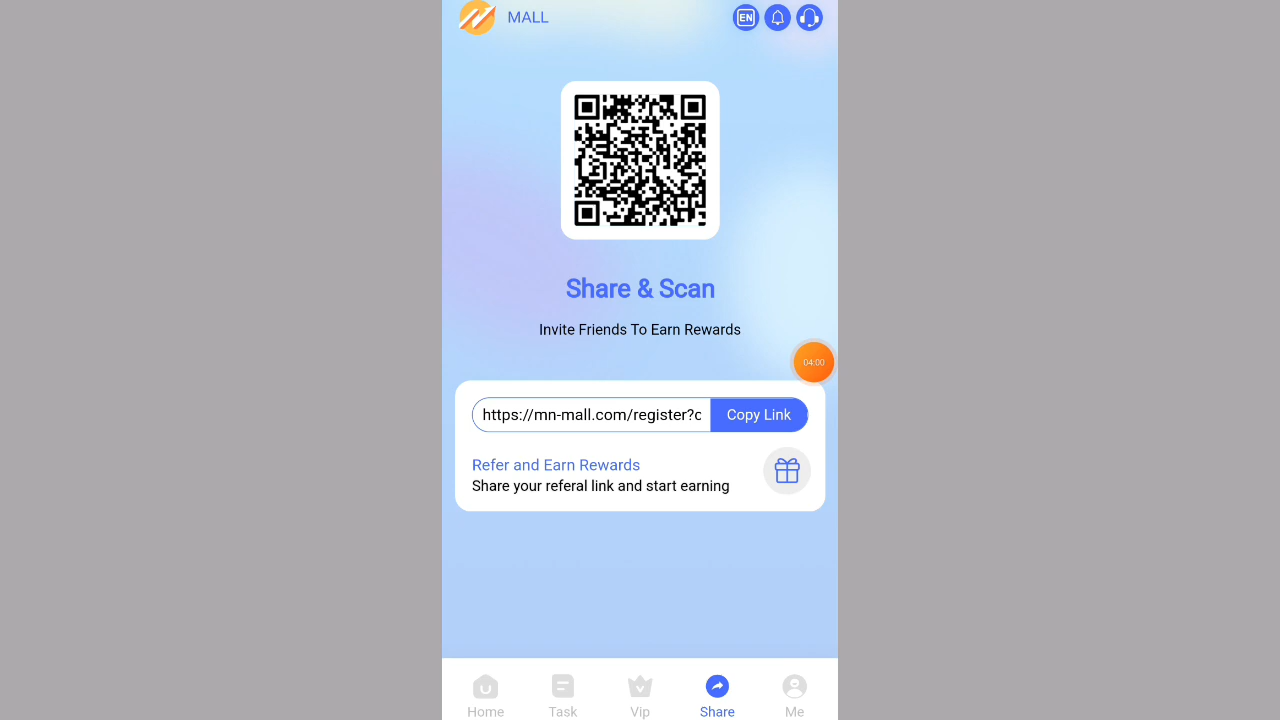 MALL
EN
Share & Scan
Invite Friends To Earn Rewards
04:00
https://mn-mall.com/register?c
Copy Link
Refer and Earn Rewards
Share your referal link and start earning
Home
Task
Vip
Share
Me